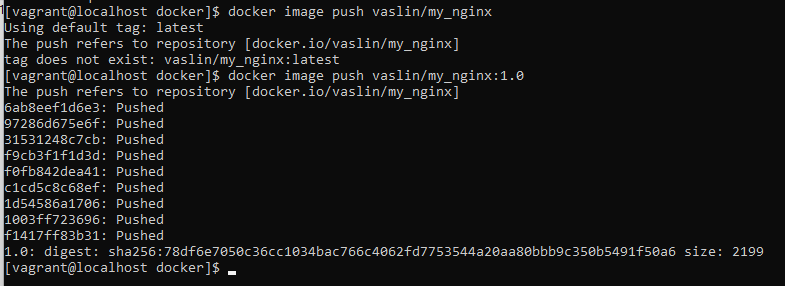 [vagrant@localhost docker]$ docker image push vaslin/my_nginx
Using default tag: latest
The push refers to repository [docker.io/vaslin/my_nginx]
tag does not exist: vaslin/my_nginx:latest
[vagrant@localhost docker]$ docker image push vaslin/my_nginx:1.0
The push refers to repository [docker.io/vaslin/my_nginx]
6ab8eef1d6e3: Pushed
97286d675e6f: Pushed
31531248c7cb: Pushed
f9cb3f1f1d3d: Pushed
f0fb842dea41: Pushed
c1cd5c8c68ef: Pushed
1d54586a1706: Pushed
1003ff723696: Pushed
f1417ff83b31: Pushed
1.0: digest: sha256:78df6e7050c36cc1034bac766c4062fd7753544a20aa80bbb9c350b5491f50a6 size: 2199
[vagrant@localhost docker]$